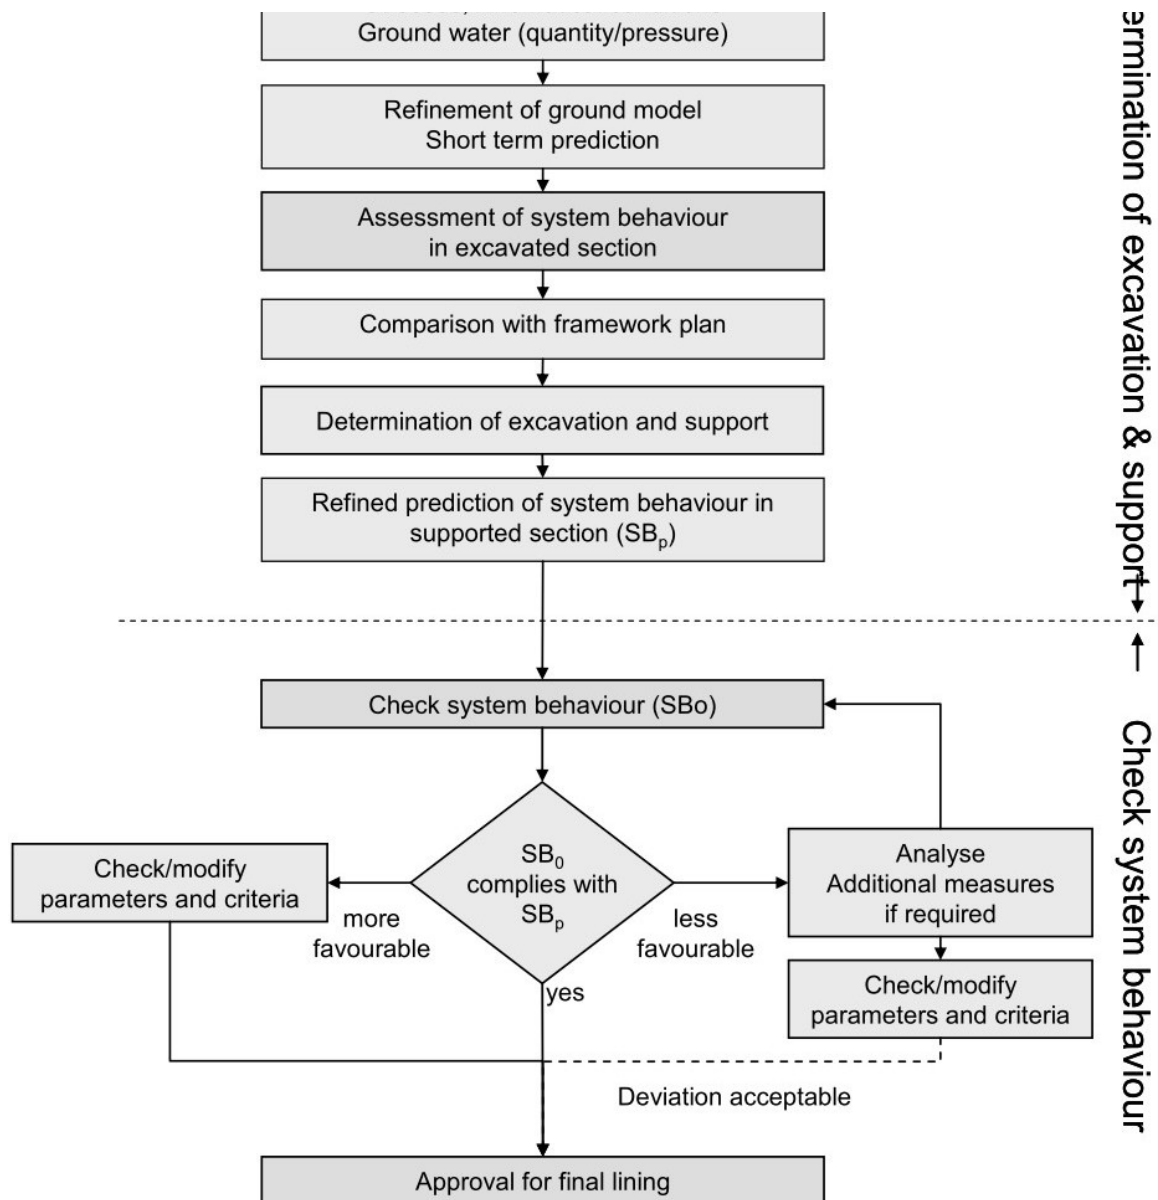 Ground water (quantity/pressure)
Refinement of ground model
Short term prediction
Assessment of system behaviour
in excavated section
Comparison with framework plan
Determination of excavation and support
Refined prediction of system behaviour in
supported section (SBp)
ermination of excavation & support
Check system behaviour (SBo)
SB0
complies with
SBp
Check/modify
parameters and criteria
more
favourable
less
favourable
yes
Analyse
Additional measures
if required
Check/modify
parameters and criteria
Deviation acceptable
Approval for final lining
Check system behaviour